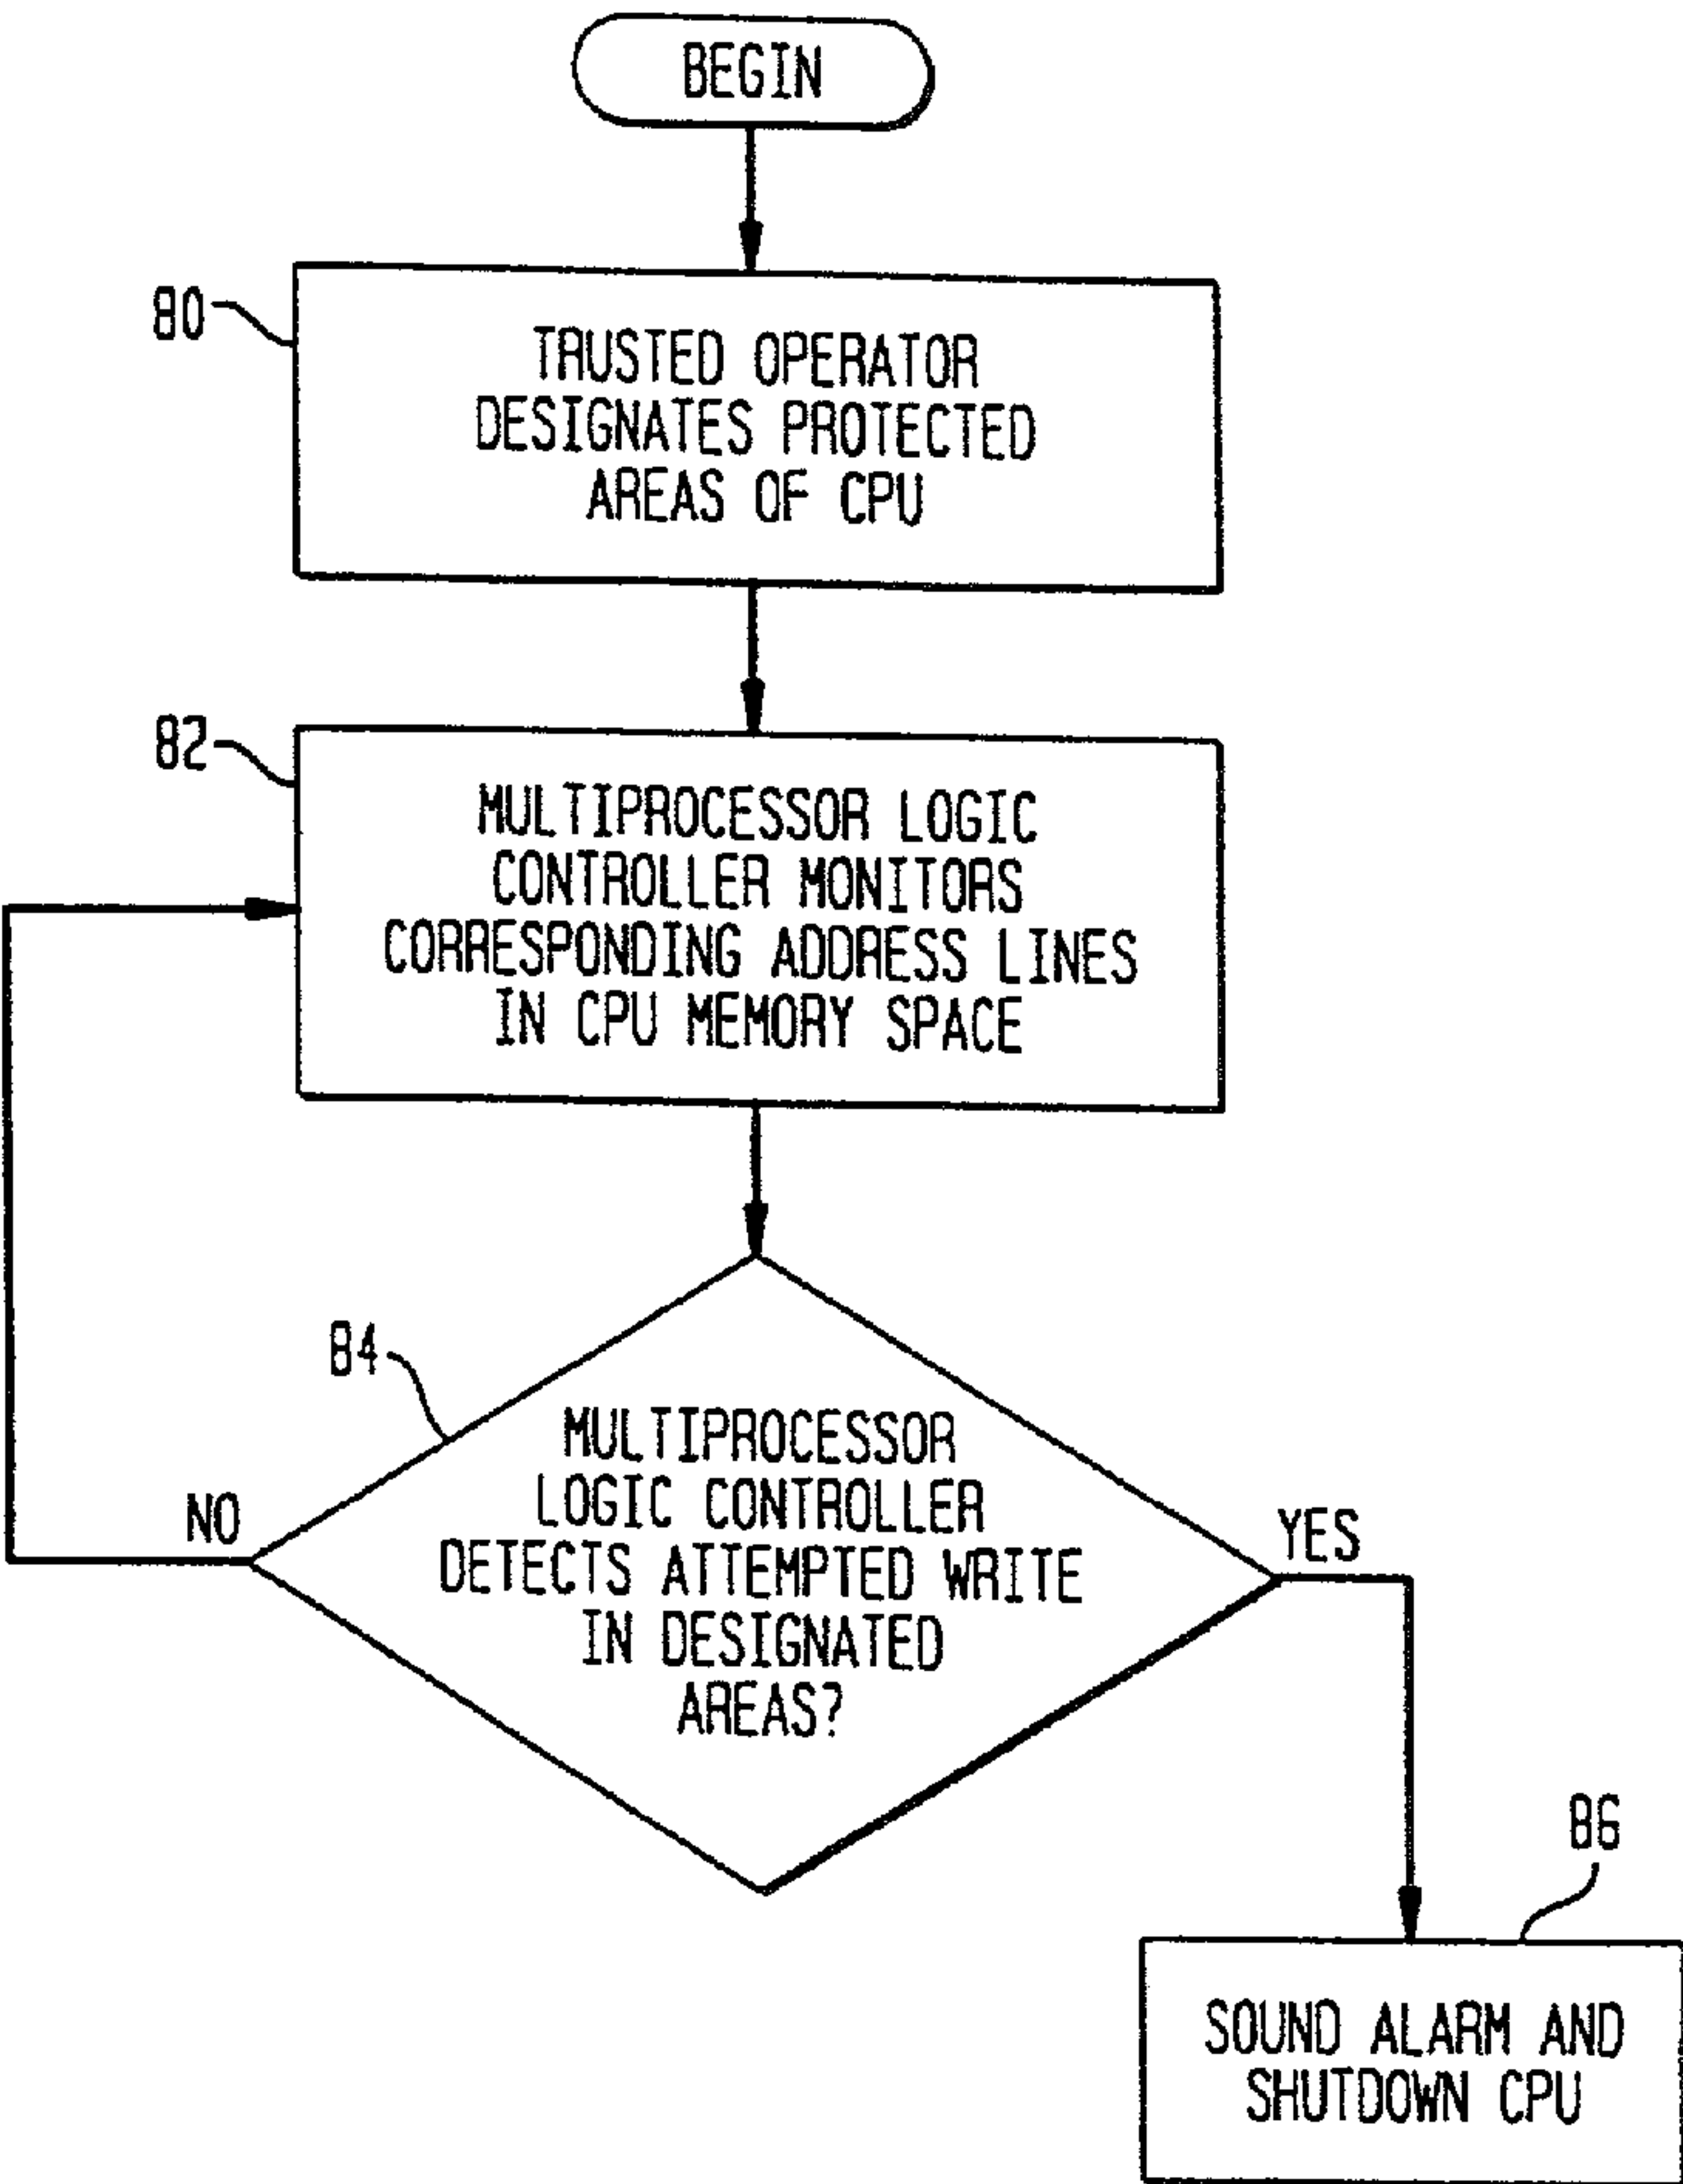 BEGIN
80
TRUSTED OPERATOR
DESIGNATES PROTECTED
AREAS OF CPU
82
MULTIPROCESSOR LOGIC
CONTROLLER MONITORS
CORRESPONDING ADDRESS LINES
IN CPU MEMORY SPACE
84
MULTIPROCESSOR
LOGIC CONTROLLER
DETECTS ATTEMPTED WRITE
IN DESIGNATED
AREAS?
NO
YES
86
SOUND ALARM AND
SHUTDOWN CPU